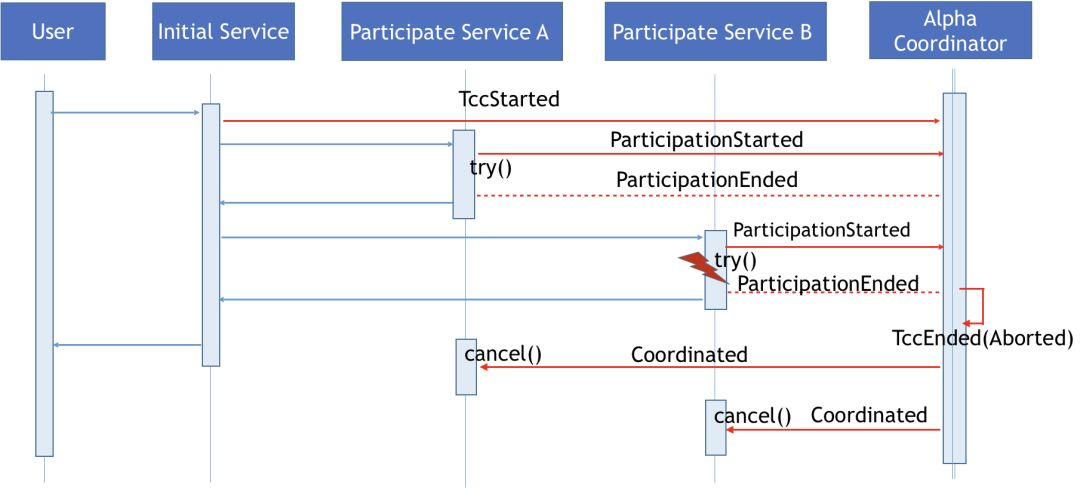 User
Initial Service
Participate Service A
Participate Service B
Alpha
Coordinator
TccStarted
ParticipationStarted
try()
ParticipationEnded
ParticipationStarted
try()
ParticipationEnded
TccEnded(Aborted)
cancel()
Coordinated
cancel()
Coordinated